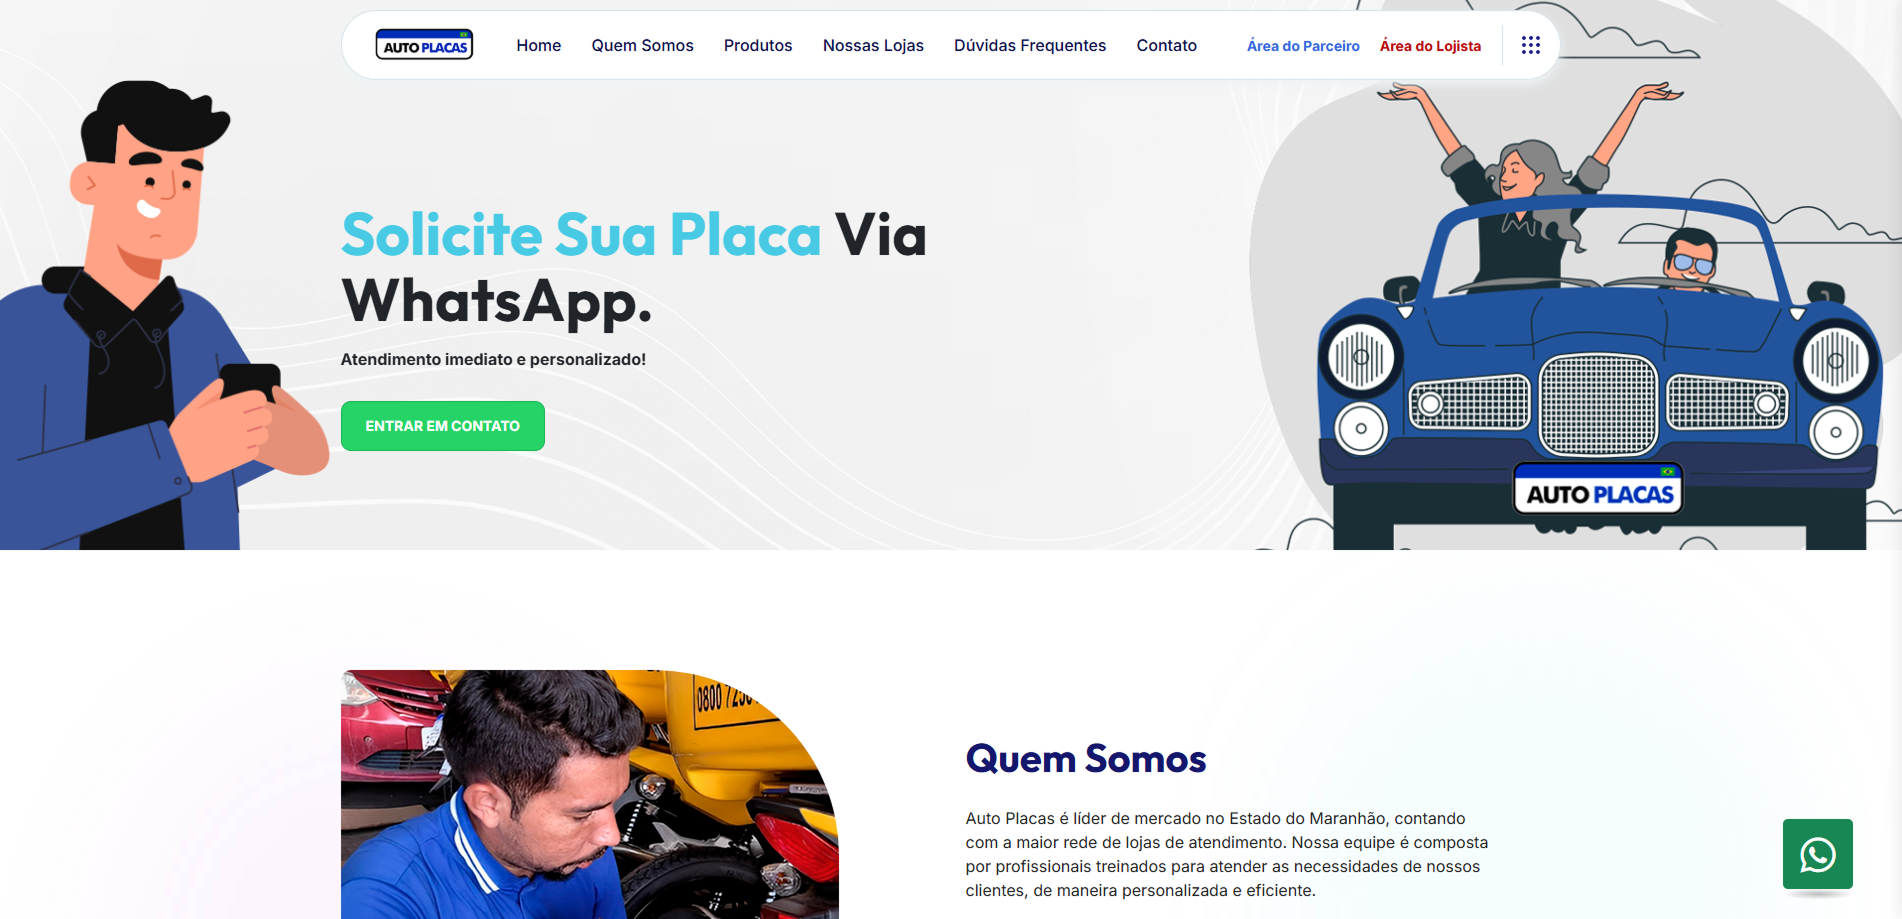 AUTO PLACAS
Home
Quem Somos
Produtos
Nossas Lojas
Dúvidas Frequentes
Contato
Área do Parceiro
Área do Lojista
Solicite Sua Placa Via
WhatsApp.
Atendimento imediato e personalizado!
ENTRAR EM CONTATO
AUTO PLACAS
0800
Quem Somos
Auto Placas é líder de mercado no Estado do Maranhão, contando
com a maior rede de lojas de atendimento. Nossa equipe é composta
por profissionais treinados para atender as necessidades de nossos
clientes, de maneira personalizada e eficiente.